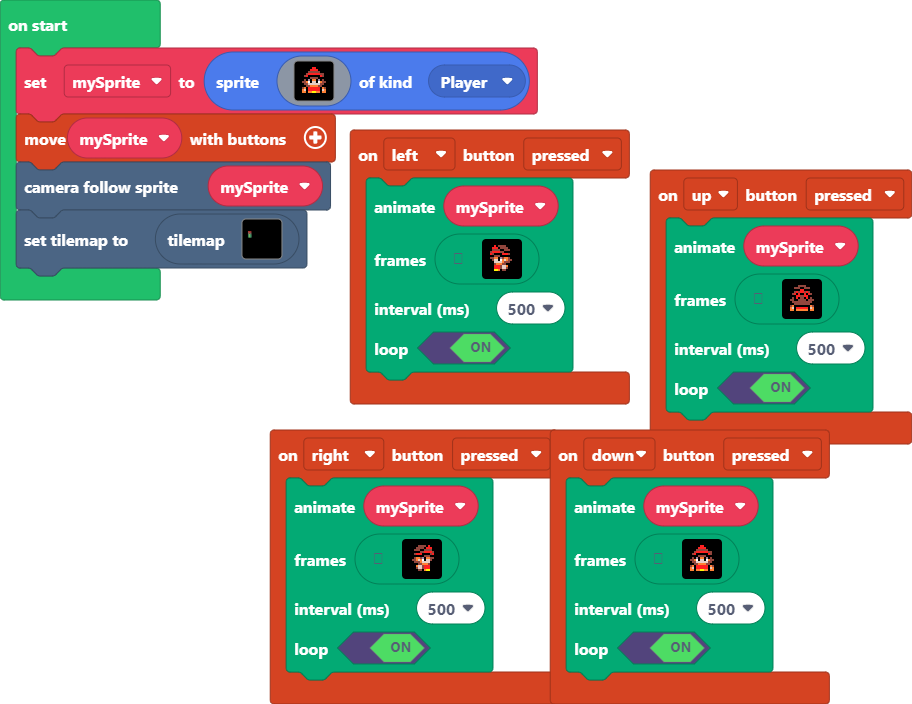 on start
set mySprite to sprite of kind Player
move mySprite with buttons
camera follow sprite mySprite
set tilemap to tilemap
on left button pressed
animate mySprite
frames
interval (ms) 500
loop ON
on up button pressed
animate mySprite
frames
interval (ms) 500
loop ON
on right button pressed
animate mySprite
frames
interval (ms) 500
loop ON
on down button pressed
animate mySprite
frames
interval (ms) 500
loop ON